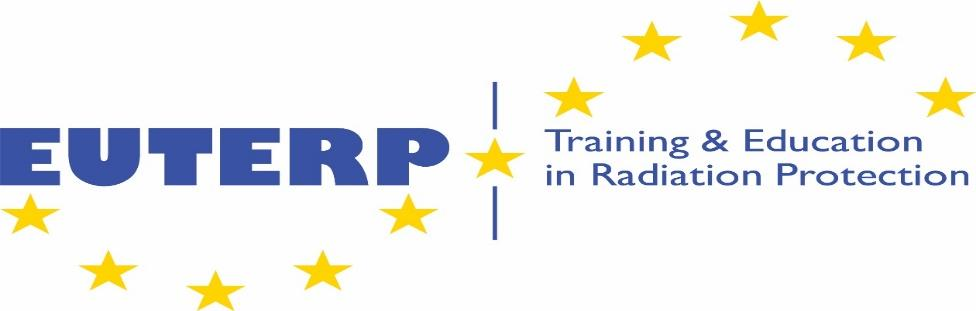 EUTERP
Training & Education
in Radiation Protection